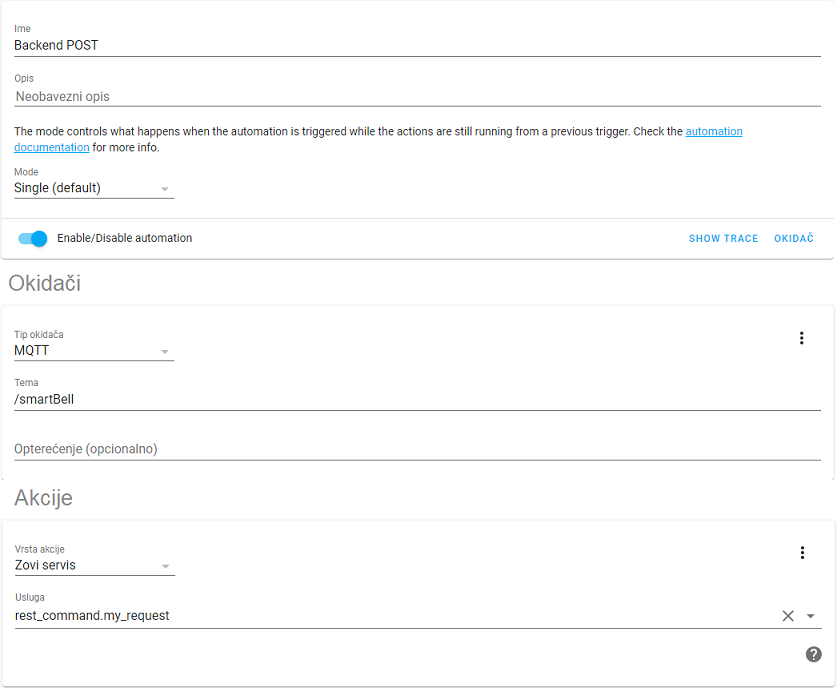 Ime
Backend POST
Opis
Neobavezni opis
The mode controls what happens when the automation is triggered while the actions are still running from a previous trigger. Check the automation
documentation for more info.
Mode
Single (default)
Enable/Disable automation SHOW TRACE OKIDAČ
Okidači
Tip okidača
MQTT
Tema
/smartBell
Opterećenje (opcionalno)
Akcije
Vrsta akcije
Zovi servis
Usluga
rest_command.my_request